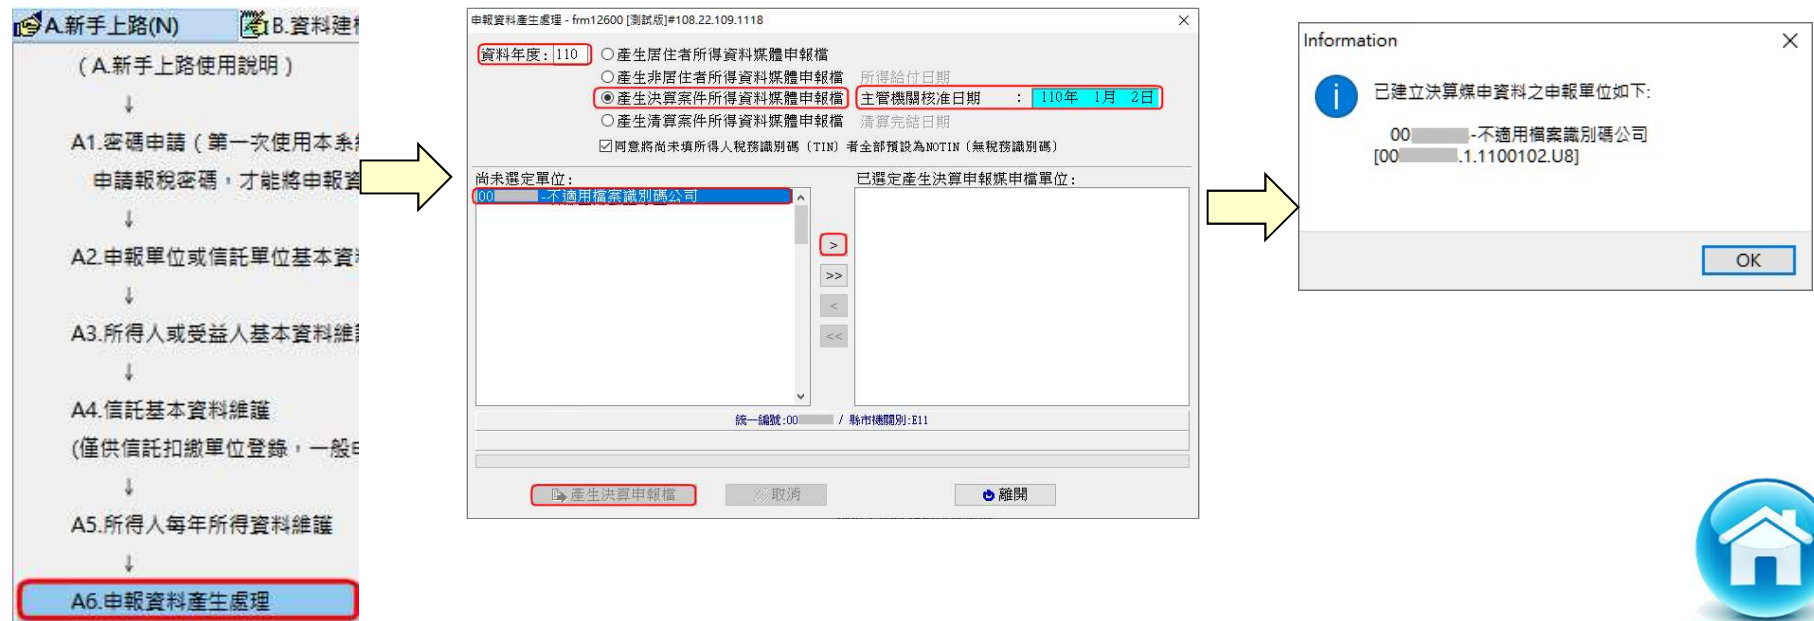 A.新手上路(N)
B.資料建
(A.新手上路使用說明)
↓
A1.密碼申請(第一次使用本系
申請報稅密碼，才能將申報資
↓
A2.申報單位或信託單位基本資
↓
A3.所得人或受益人基本資料維
↓
A4.信託基本資料維護
(僅供信託扣繳單位登錄，一般
↓
A5.所得人每年所得資料維護
↓
A6.申報資料產生處理
申報資料產生處理 - frm12600 [測試版]#108.22.109.1118
資料年度: 110
產生居住者所得資料媒體申報檔
產生非居住者所得資料媒體申報檔 所得給付日期
產生決算案件所得資料媒體申報檔 主管機關核准日期 : 110年 1月 2日
產生清算案件所得資料媒體申報檔 清算完結日期
同意將尚未填所得人稅務識別碼 (TIN) 者全部預設為NOTIN (無稅務識別碼)
尚未選定單位:
00 -不適用檔案識別碼公司
>
>>
<
<<
已選定產生決算申報媒申檔單位:
統一編號:00 / 縣市機關別:E11
產生決算申報檔
取消
離開
Information
已建立決算媒申資料之申報單位如下:
00 -不適用檔案識別碼公司
[00 .1.1100102.U8]
OK